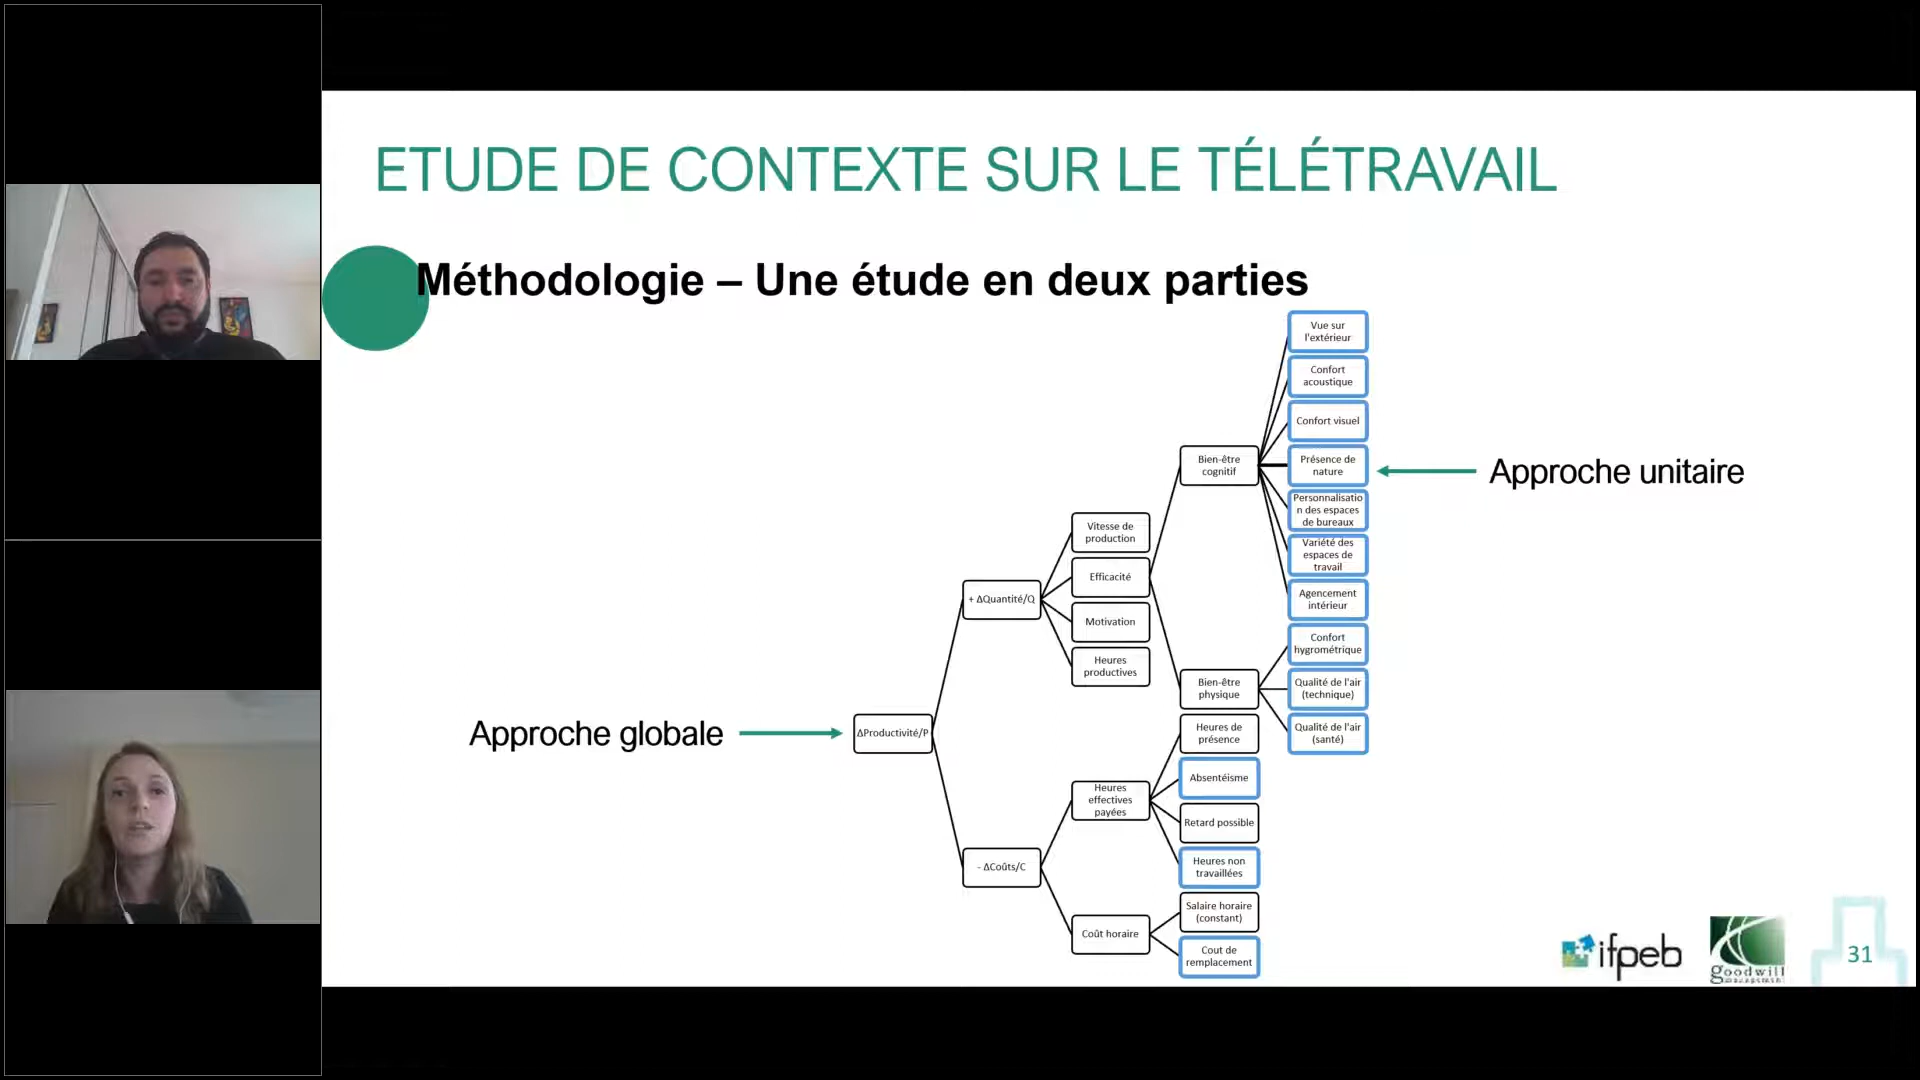 ETUDE DE CONTEXTE SUR LE TÉLÉTRAVAIL
Méthodologie – Une étude en deux parties
Vue sur
l'extérieur
Confort
acoustique
Confort visuel
Bien-être
cognitif
Présence de
nature
Approche unitaire
Personnalisatio
n des espaces
de bureaux
Variété des
espaces de
travail
Agencement
intérieur
Vitesse de
production
Efficacité
+ ΔQuantité/Q
Motivation
Heures
productives
Confort
hygrométrique
Bien-être
physique
Qualité de l'air
(technique)
Qualité de l'air
(santé)
Approche globale
ΔProductivité/P
Heures de
présence
Absentéisme
Heures
effectives
payées
Retard possible
- ΔCoûts/C
Heures non
travaillées
Salaire horaire
(constant)
Coût horaire
Cout de
remplacement
ifpeb
goodwill
management
31